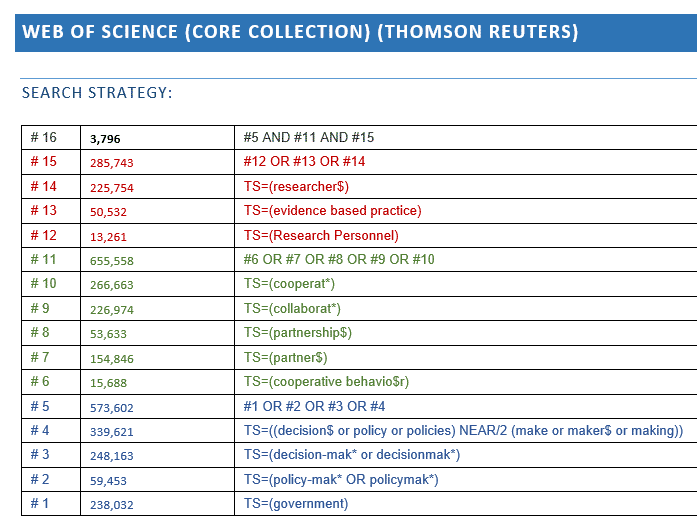 WEB OF SCIENCE (CORE COLLECTION) (THOMSON REUTERS)
SEARCH STRATEGY:
# 16 3,796 #5 AND #11 AND #15
# 15 285,743 #12 OR #13 OR #14
# 14 225,754 TS=(researcher$)
# 13 50,532 TS=(evidence based practice)
# 12 13,261 TS=(Research Personnel)
# 11 655,558 #6 OR #7 OR #8 OR #9 OR #10
# 10 266,663 TS=(cooperat*)
# 9 226,974 TS=(collaborat*)
# 8 53,633 TS=(partnership$)
# 7 154,846 TS=(partner$)
# 6 15,688 TS=(cooperative behavio$r)
# 5 573,602 #1 OR #2 OR #3 OR #4
# 4 339,621 TS=((decision$ or policy or policies) NEAR/2 (make or maker$ or making))
# 3 248,163 TS=(decision-mak* or decisionmak*)
# 2 59,453 TS=(policy-mak* OR policymak*)
# 1 238,032 TS=(government)